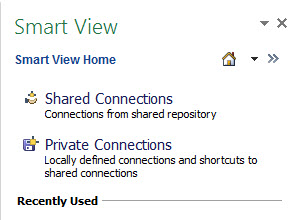 Smart View
Smart View Home
Shared Connections
Connections from shared repository
Private Connections
Locally defined connections and shortcuts to
shared connections
Recently Used